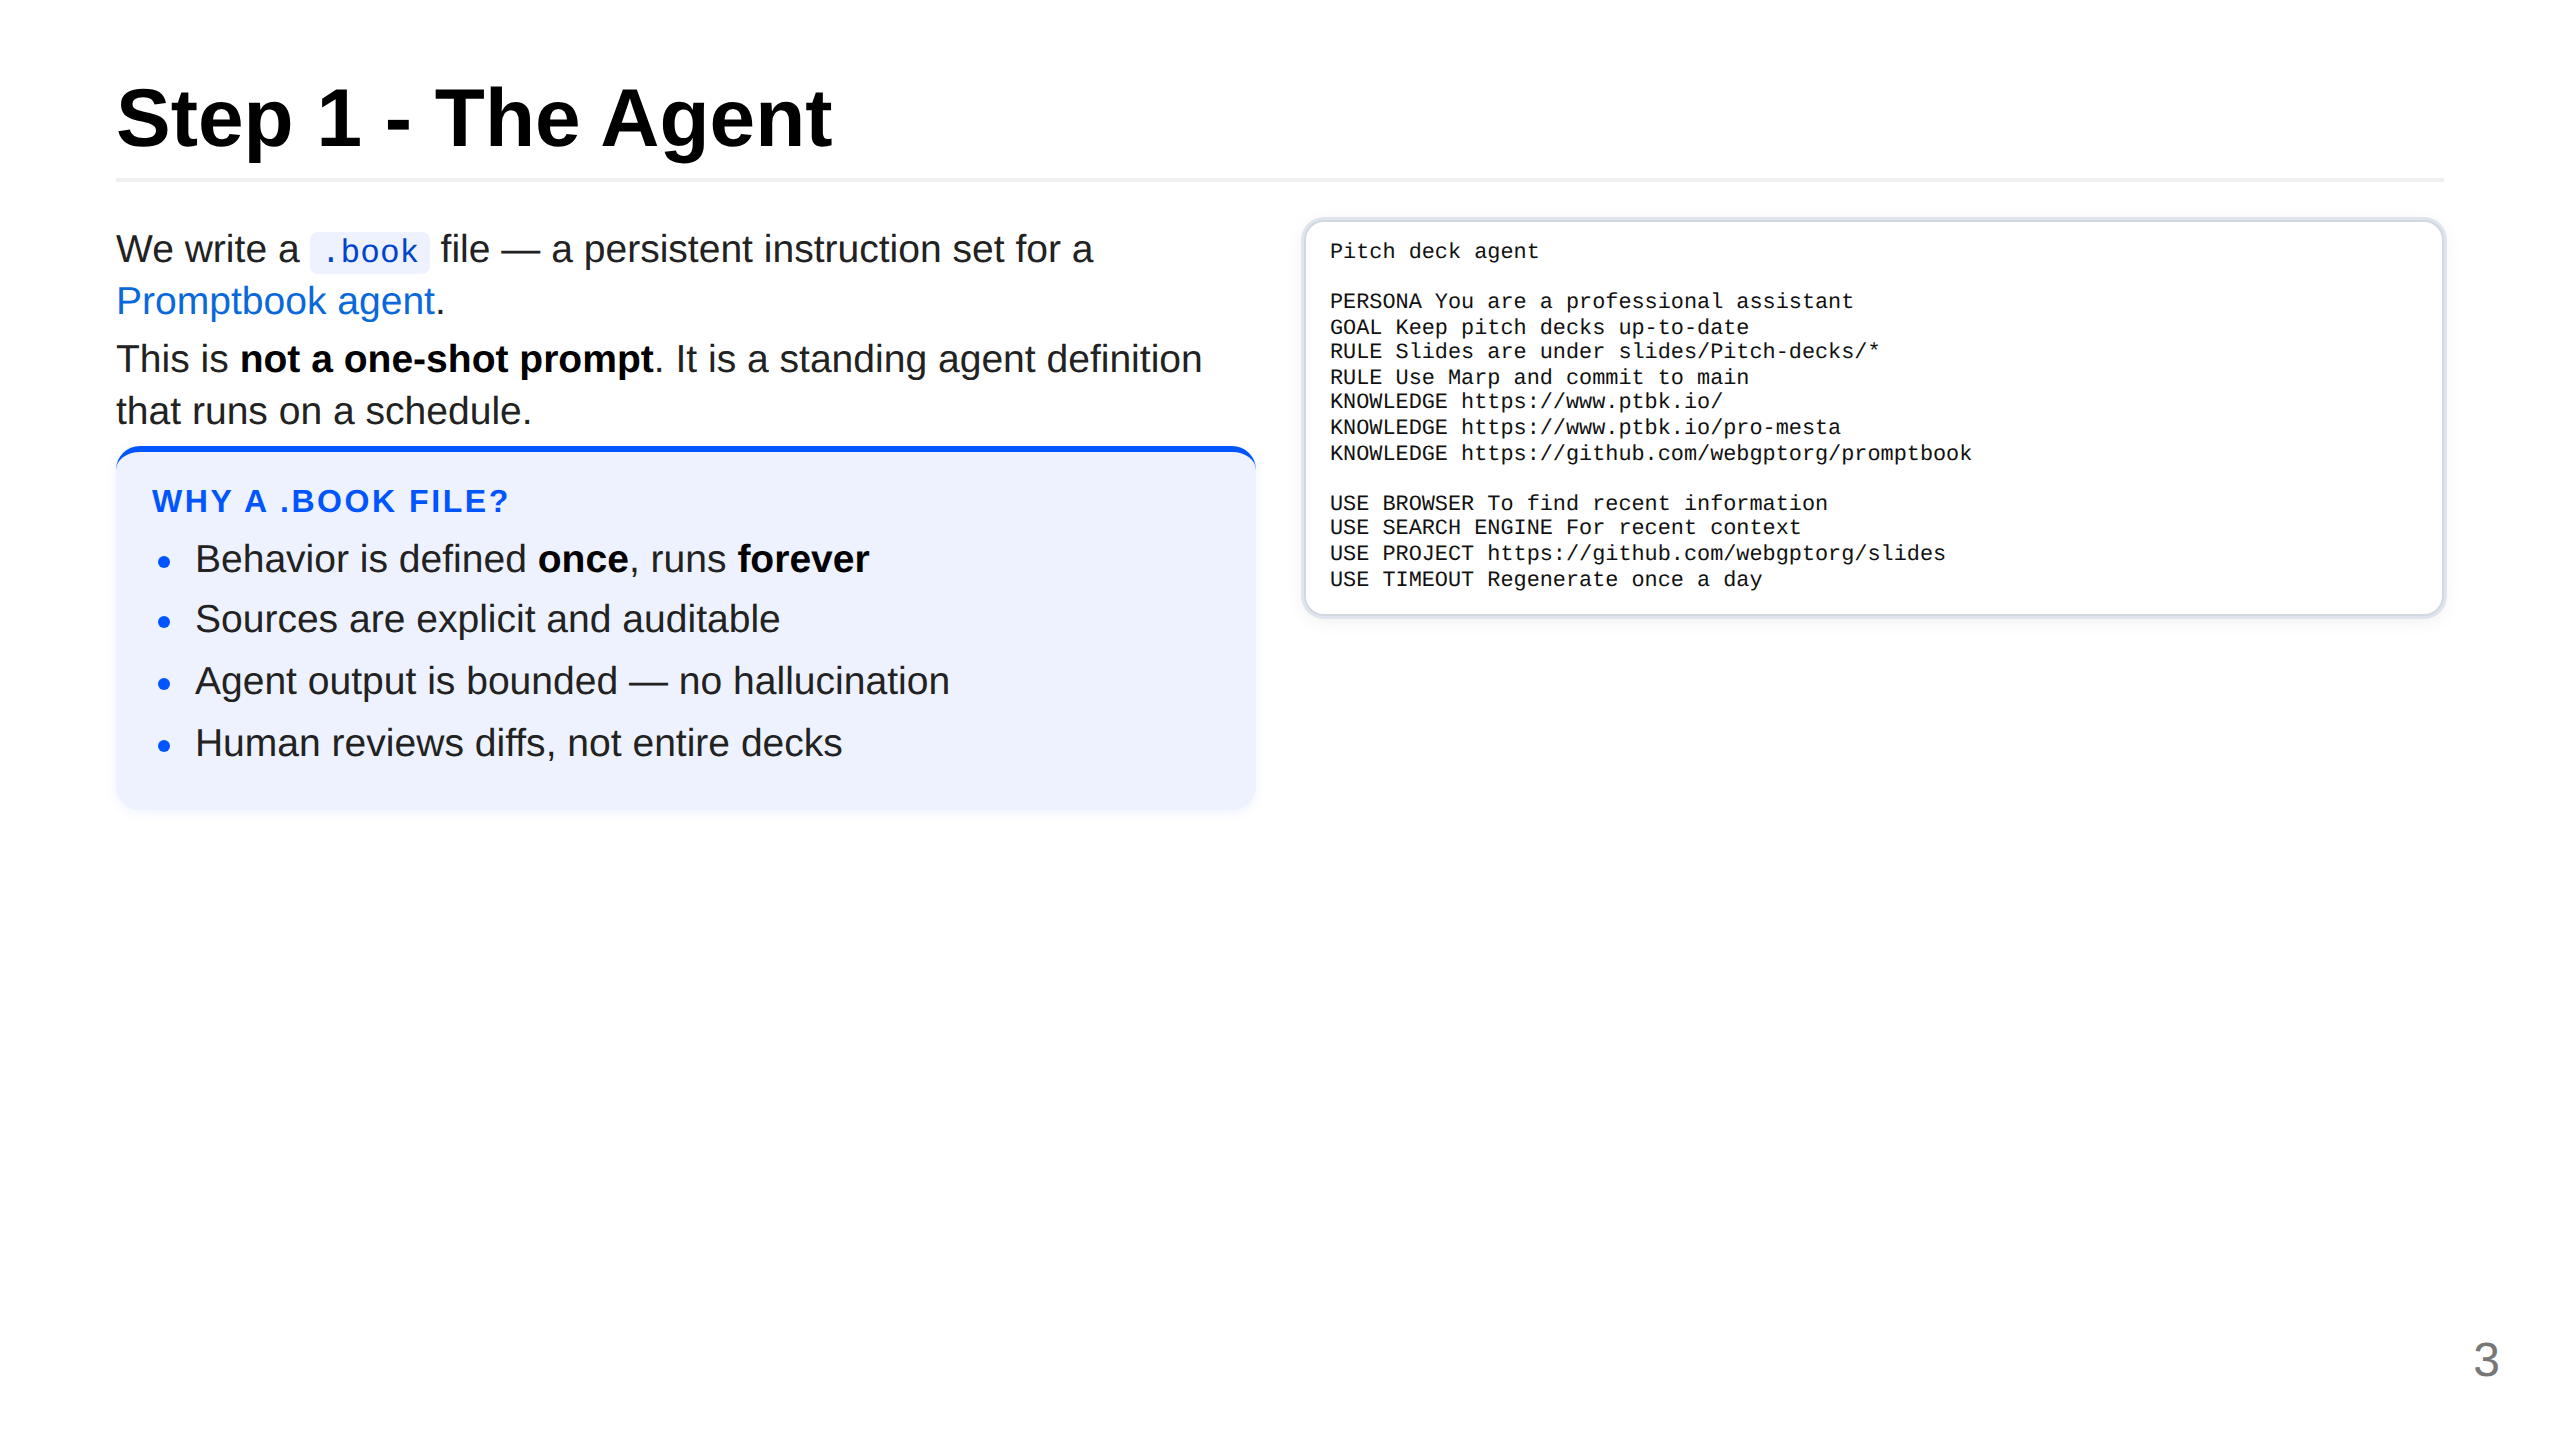 Step 1 - The Agent
We write a .book file — a persistent instruction set for a
Promptbook agent.
This is not a one-shot prompt. It is a standing agent definition
that runs on a schedule.
WHY A .BOOK FILE?
Behavior is defined once, runs forever
Sources are explicit and auditable
Agent output is bounded — no hallucination
Human reviews diffs, not entire decks
Pitch deck agent
PERSONA You are a professional assistant
GOAL Keep pitch decks up-to-date
RULE Slides are under slides/Pitch-decks/*
RULE Use Marp and commit to main
KNOWLEDGE https://www.ptbk.io/
KNOWLEDGE https://www.ptbk.io/pro-mesta
KNOWLEDGE https://github.com/webgptorg/promptbook
USE BROWSER To find recent information
USE SEARCH ENGINE For recent context
USE PROJECT https://github.com/webgptorg/slides
USE TIMEOUT Regenerate once a day
3